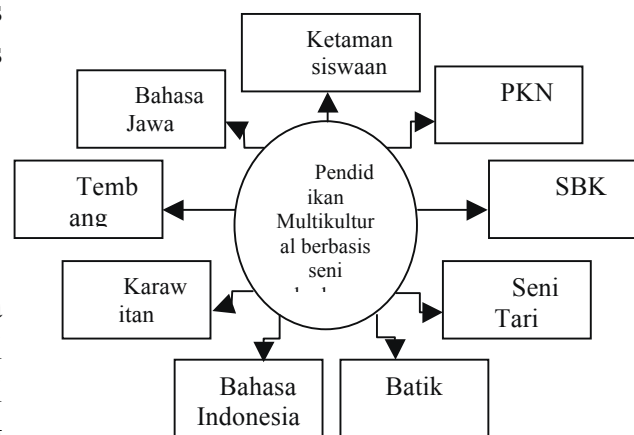 Ketaman
siswaan
PKN
Bahasa
Jawa
Pendid
ikan
Multikultur
al berbasis
seni
Temb
ang
SBK
Karaw
itan
Seni
Tari
Bahasa
Indonesia
Batik